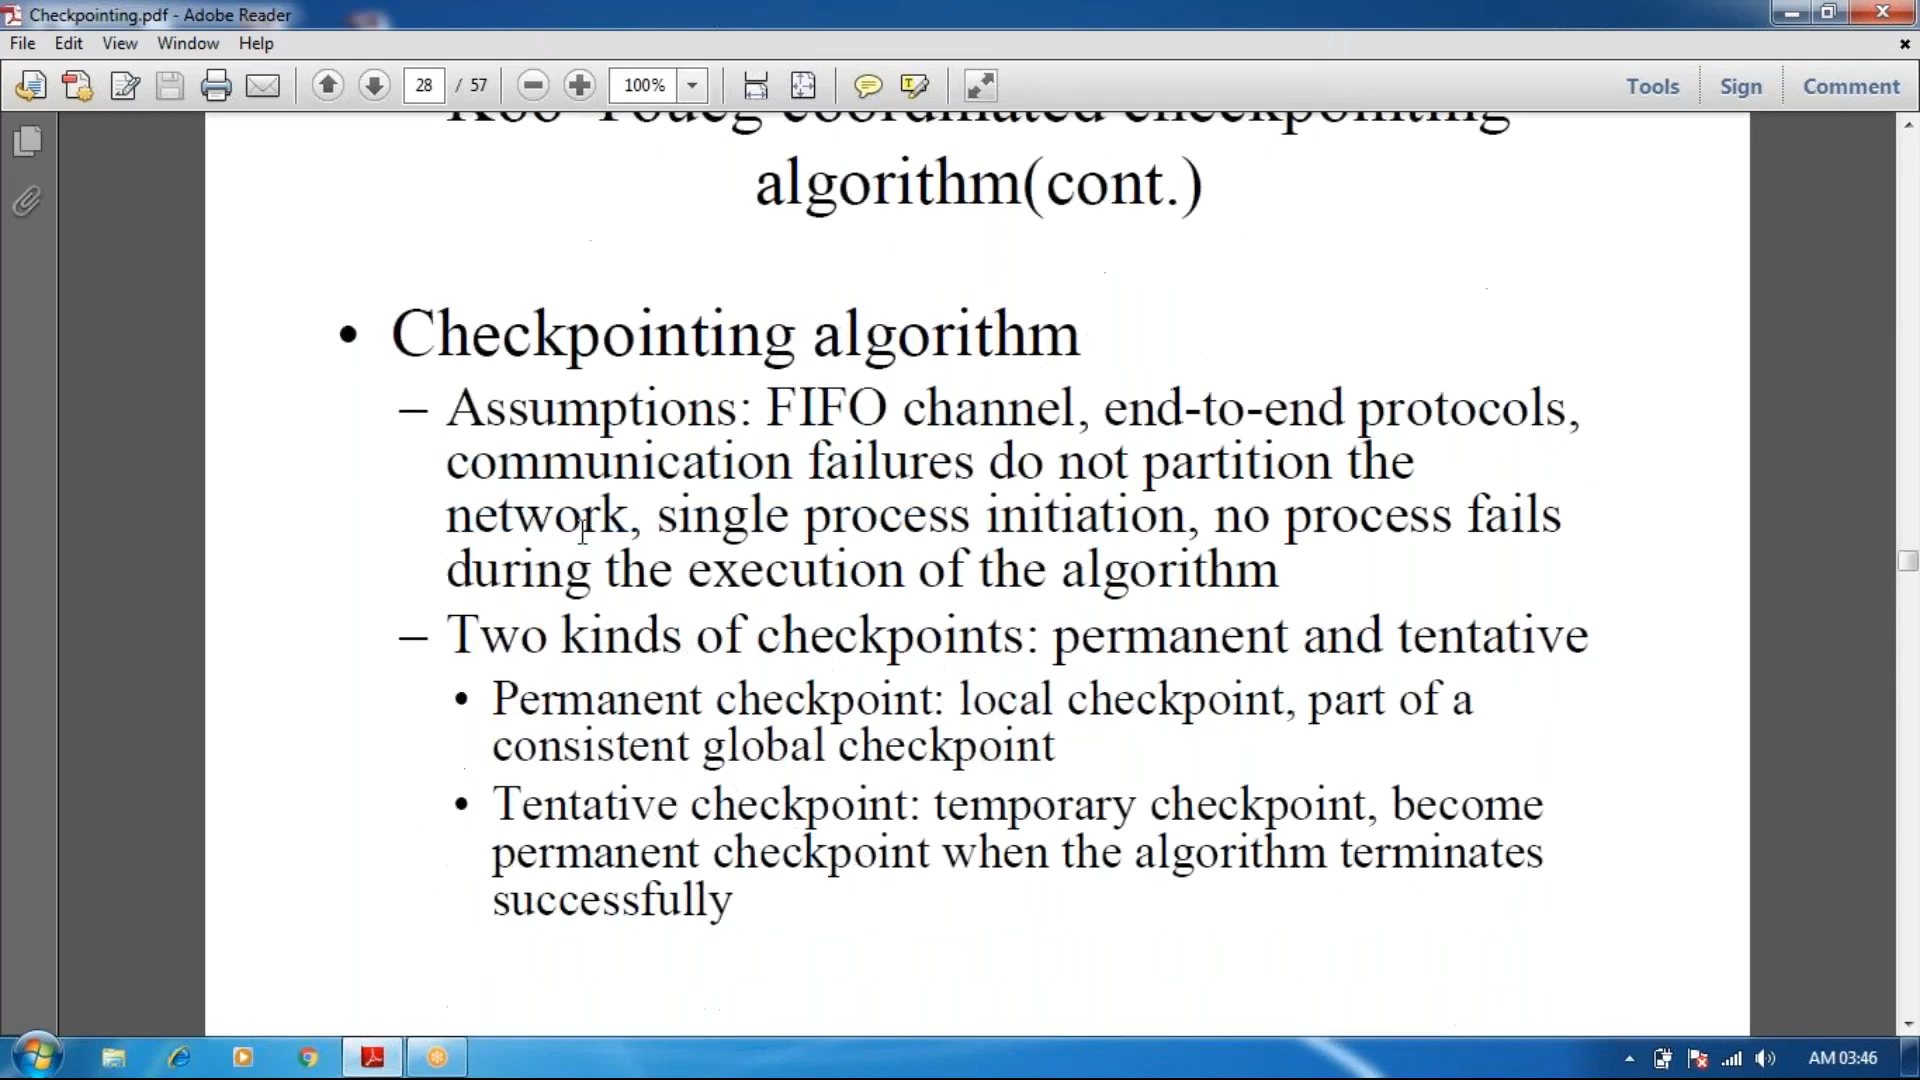 Checkpointing.pdf - Adobe Reader
File Edit View Window Help
28 / 57 100% Tools Sign Comment
coordinated checkpointing
algorithm(cont.)
• Checkpointing algorithm
– Assumptions: FIFO channel, end-to-end protocols,
communication failures do not partition the
network, single process initiation, no process fails
during the execution of the algorithm
– Two kinds of checkpoints: permanent and tentative
• Permanent checkpoint: local checkpoint, part of a
consistent global checkpoint
• Tentative checkpoint: temporary checkpoint, become
permanent checkpoint when the algorithm terminates
successfully
AM 03:46